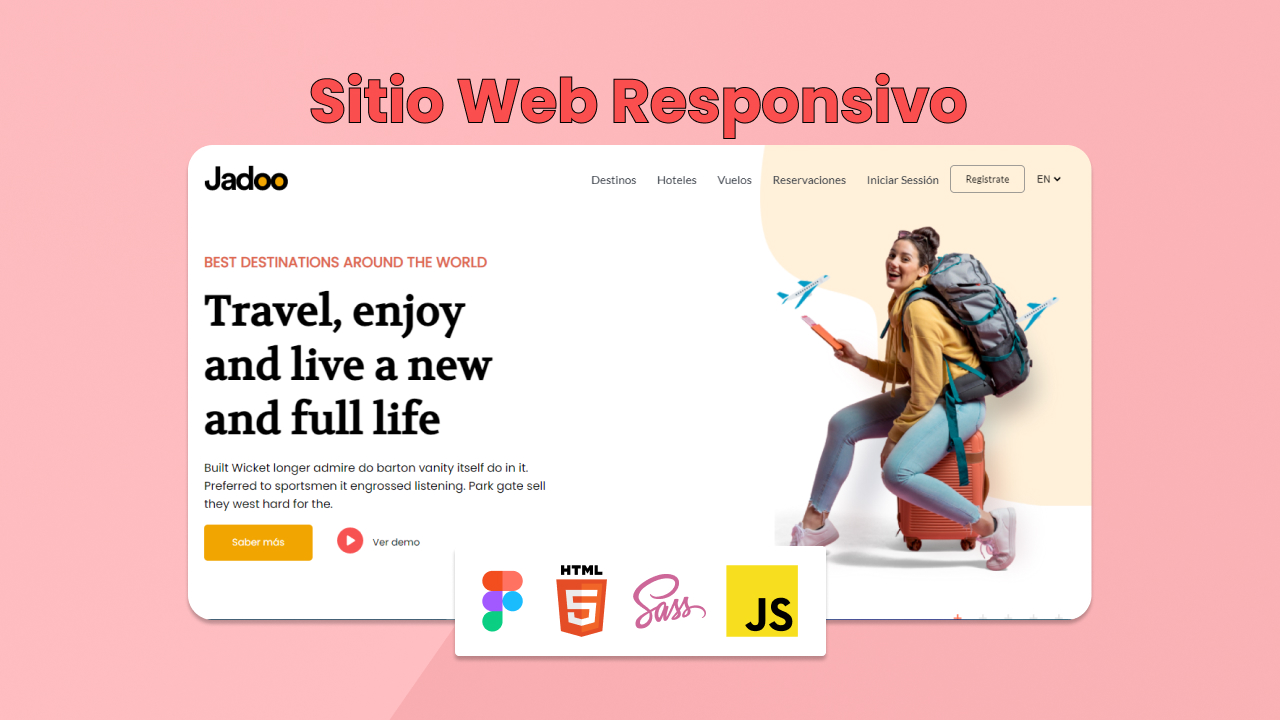 Sitio Web Responsivo
Jadoo
Destinos Hoteles Vuelos Reservaciones Iniciar Sesión Regístrate EN
BEST DESTINATIONS AROUND THE WORLD
Travel, enjoy
and live a new
and full life
Built Wicket longer admire do barton vanity itself do in it.
Preferred to sportsmen it engrossed listening. Park gate sell
they west hard for the.
Saber más Ver demo
HTML
5
Sass
JS